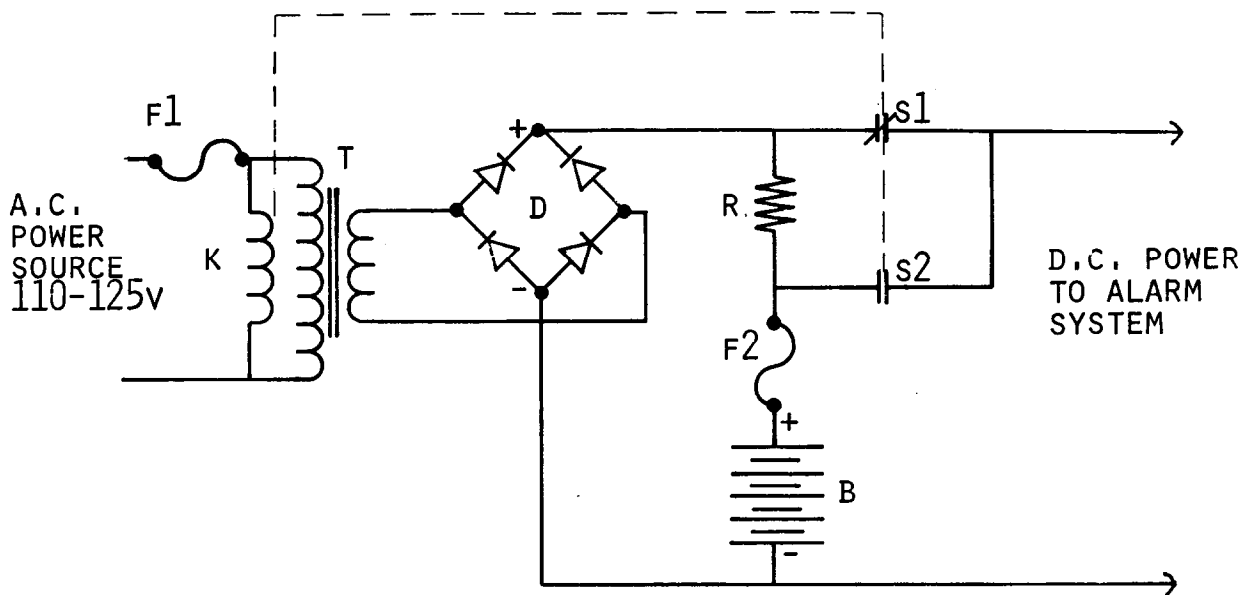 F1
T
A.C.
POWER
SOURCE
110-125V
K
+
D
-
S1
R
S2
F2
+
B
-
D.C. POWER
TO ALARM
SYSTEM